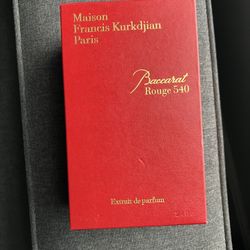 Maison
Francis Kurkdjian
Paris
Baccarat
Rouge 540
Extrait de parfum